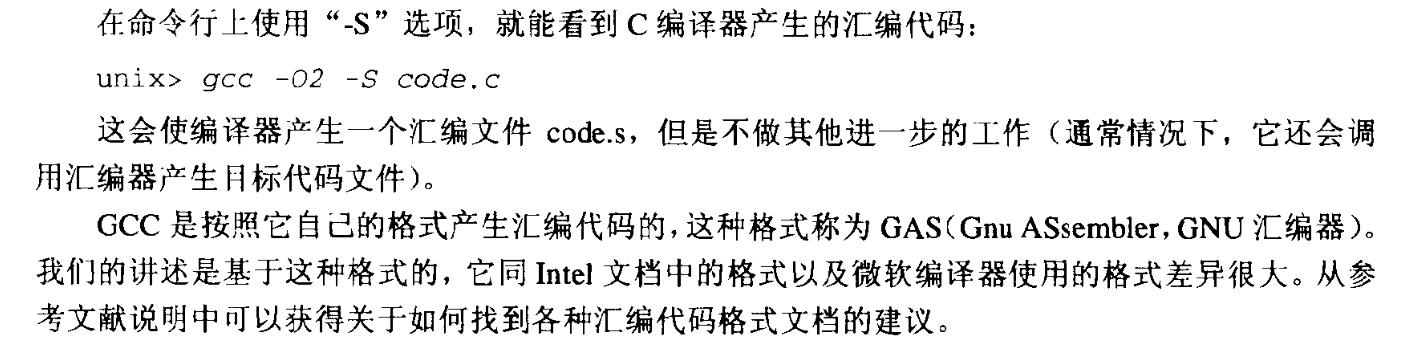 在命令行上使用“-S”选项，就能看到 C 编译器产生的汇编代码：
unix> gcc -O2 -S code.c
这会使编译器产生一个汇编文件 code.s，但是不做其他进一步的工作（通常情况下，它还会调
用汇编器产生目标代码文件）。
GCC 是按照它自己的格式产生汇编代码的，这种格式称为 GAS（Gnu ASsembler，GNU 汇编器）。
我们的讲述是基于这种格式的，它同 Intel 文档中的格式以及微软编译器使用的格式差异很大。从参
考文献说明中可以获得关于如何找到各种汇编代码格式文档的建议。